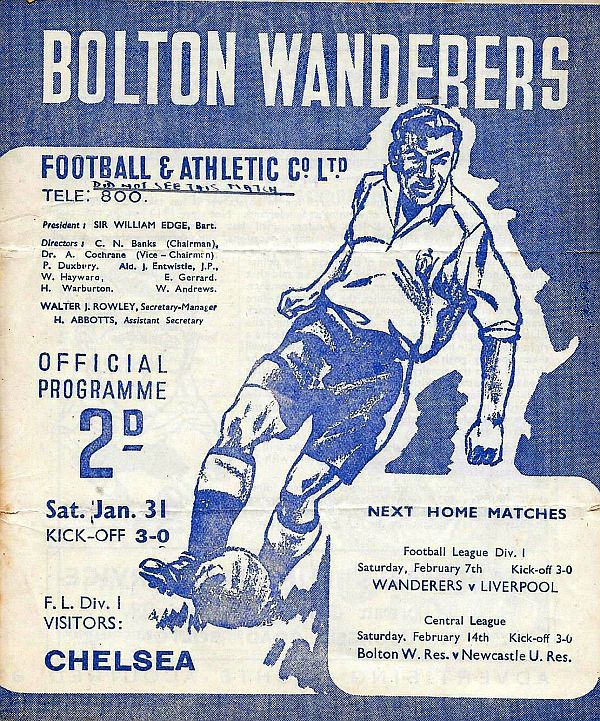 BOLTON WANDERERS
FOOTBALL & ATHLETIC Co LTD
DID NOT SEE THIS MATCH
TELE: 800.
President: SIR WILLIAM EDGE, Bart.
Directors: C. N. Banks (Chairman),
Dr. A. Cochrane (Vice-Chairman)
P. Duxbury. Ald. J. Entwistle, J.P.,
W. Hayward, E. Gerrard.
H. Warburton. W. Andrews.
WALTER J. ROWLEY, Secretary-Manager
H. ABBOTTS, Assistant Secretary
OFFICIAL
PROGRAMME
2D
Sat. Jan. 31
KICK-OFF 3-0
F.L. Div. I
VISITORS:
CHELSEA
NEXT HOME MATCHES
Football League Div. I
Saturday, February 7th Kick-off 3-0
WANDERERS v LIVERPOOL
Central League
Saturday, February 14th Kick-off 3-0
Bolton W. Res. v Newcastle U. Res.